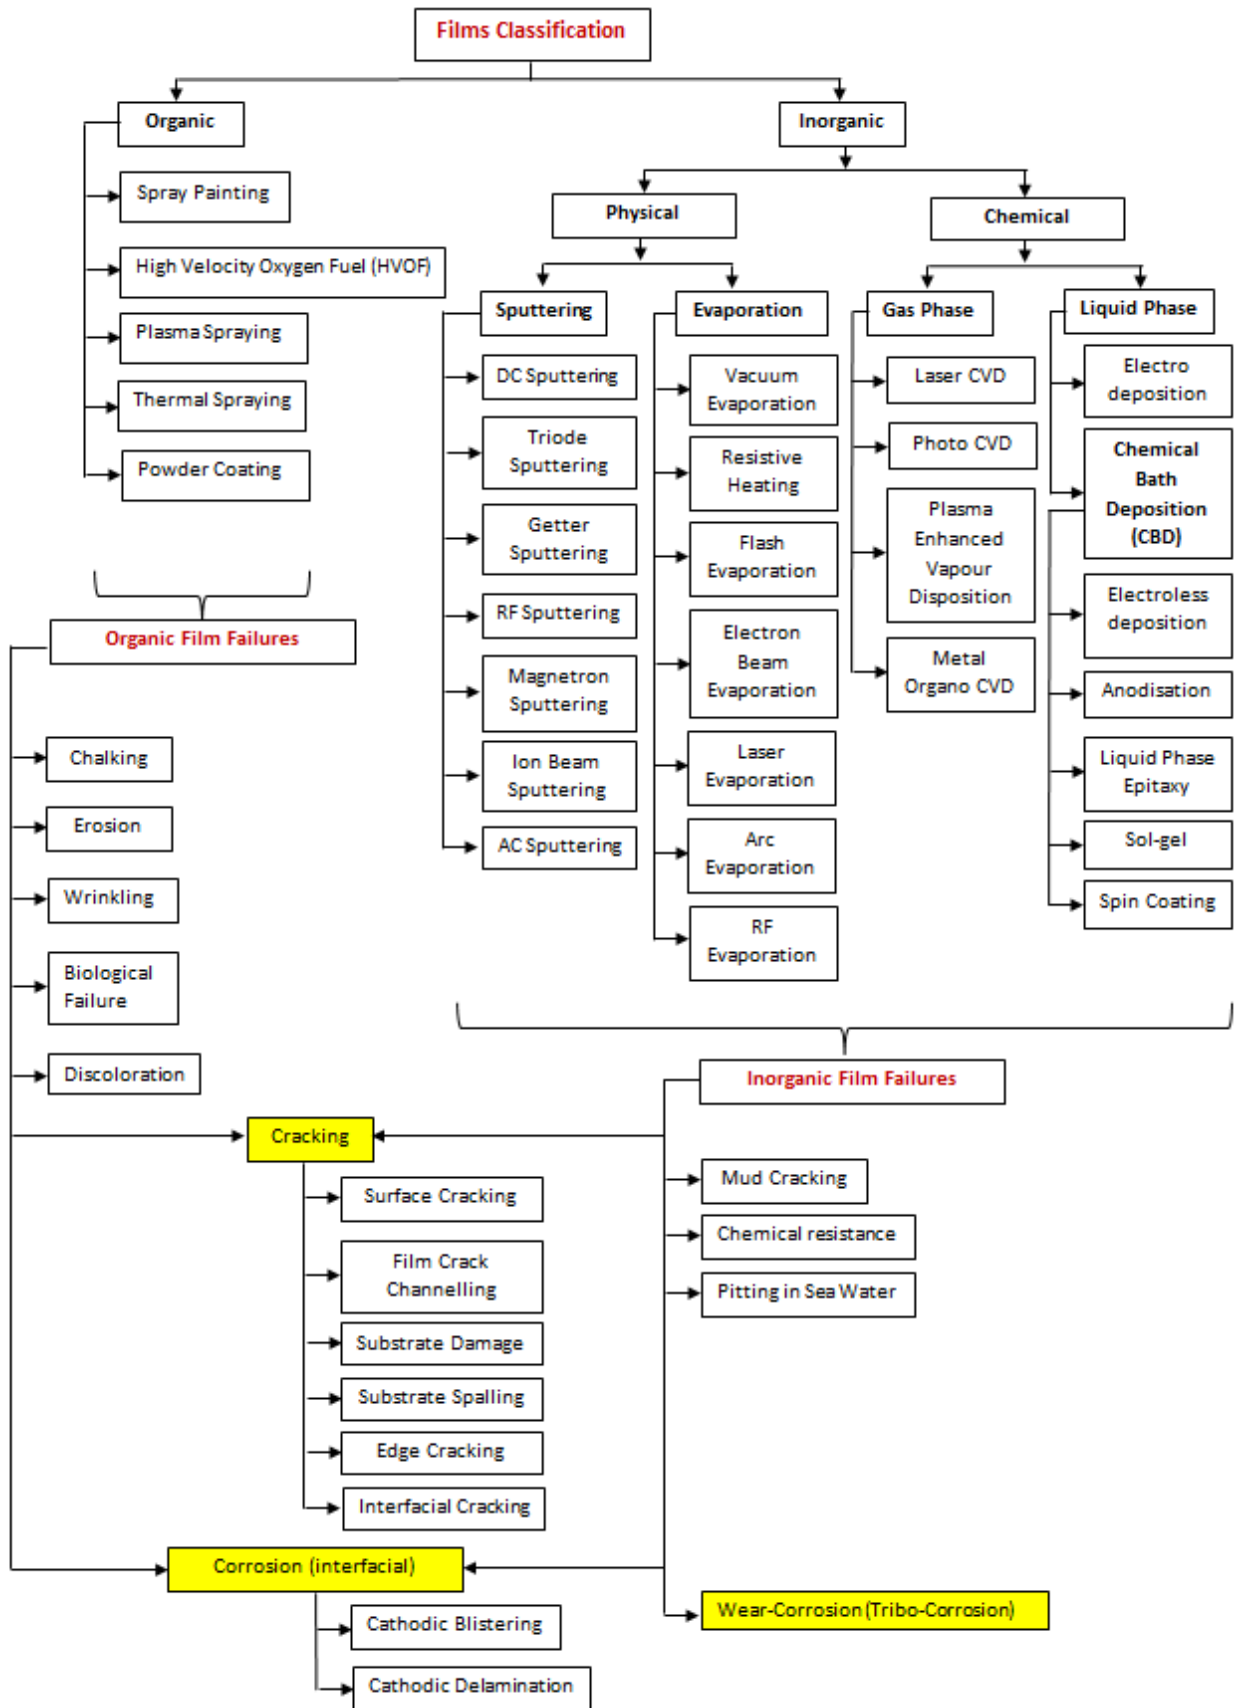 Films Classification
Organic
Inorganic
Spray Painting
High Velocity Oxygen Fuel (HVOF)
Plasma Spraying
Thermal Spraying
Powder Coating
Physical
Chemical
Sputtering
Evaporation
Gas Phase
Liquid Phase
DC Sputtering
Triode
Sputtering
Getter
Sputtering
RF Sputtering
Magnetron
Sputtering
Ion Beam
Sputtering
AC Sputtering
Vacuum
Evaporation
Resistive
Heating
Flash
Evaporation
Electron
Beam
Evaporation
Laser
Evaporation
Arc
Evaporation
RF
Evaporation
Laser CVD
Photo CVD
Plasma
Enhanced
Vapour
Disposition
Metal
Organo CVD
Electro
deposition
Chemical
Bath
Deposition
(CBD)
Electroless
deposition
Anodisation
Liquid Phase
Epitaxy
Sol-gel
Spin Coating
Organic Film Failures
Chalking
Erosion
Wrinkling
Biological
Failure
Discoloration
Inorganic Film Failures
Cracking
Surface Cracking
Film Crack
Channelling
Substrate Damage
Substrate Spalling
Edge Cracking
Interfacial Cracking
Mud Cracking
Chemical resistance
Pitting in Sea Water
Corrosion (interfacial)
Cathodic Blistering
Cathodic Delamination
Wear-Corrosion (Tribo-Corrosion)